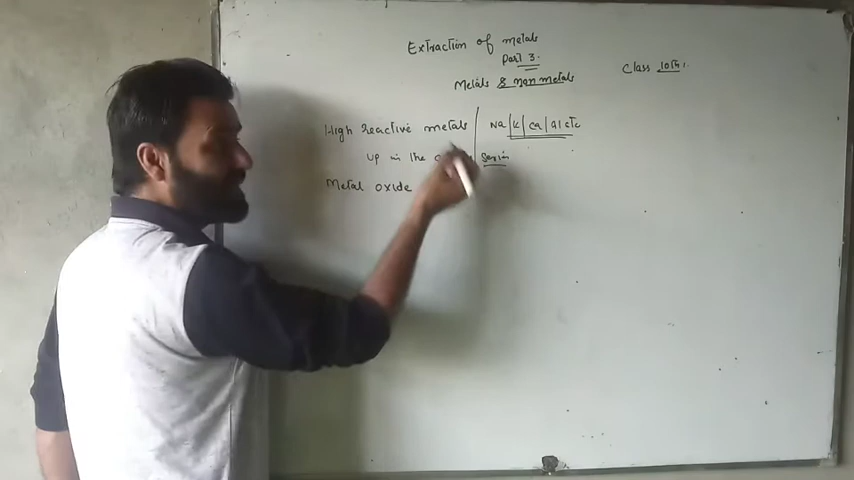 Extraction of metals
Part 3.
Metals & non metals
Class 10th
High reactive metals | Na | K | Ca | Al etc
up in the series
Metal oxide